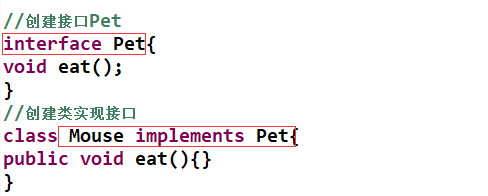 //创建接口Pet
interface Pet{
void eat();
}
//创建类实现接口
class Mouse implements Pet{
public void eat(){}
}